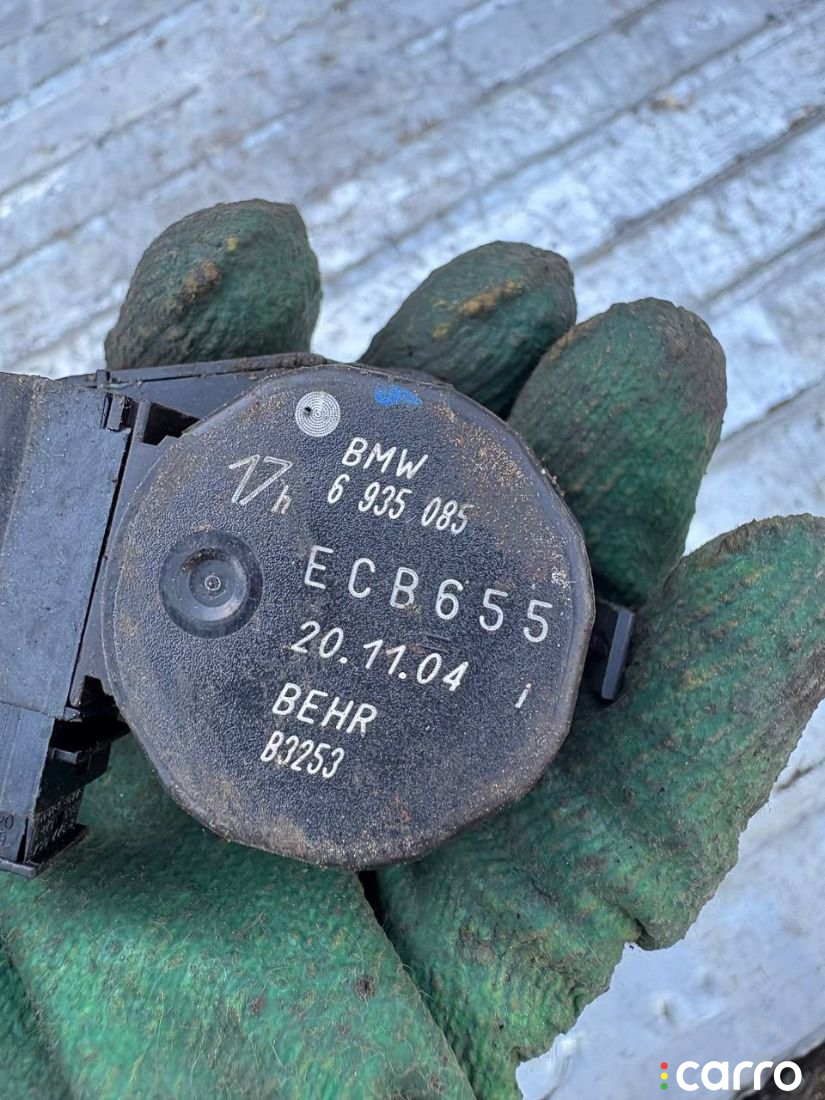 BMW
17h
6 935 085
ECB655
20.11.04
BEHR
B3253
carro